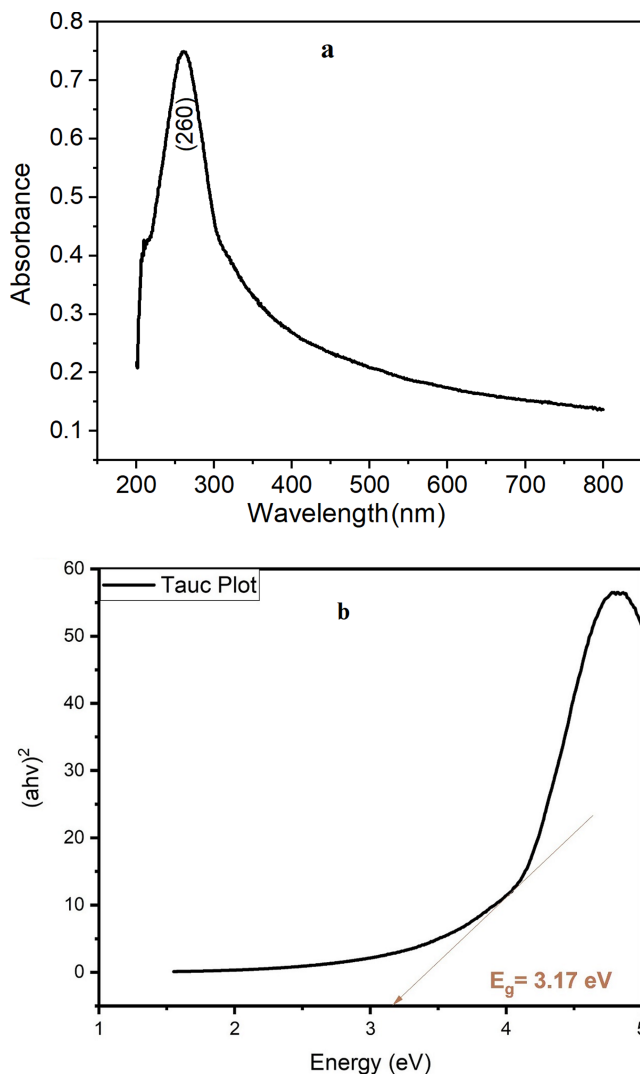 a
0.8
0.7
0.6
0.5
0.4
0.3
0.2
0.1
Absorbance
(260)
200 300 400 500 600 700 800
Wavelength(nm)
Tauc Plot
b
60
50
40
30
20
10
0
(ahv)²
E_g= 3.17 eV
1 2 3 4 5
Energy (eV)